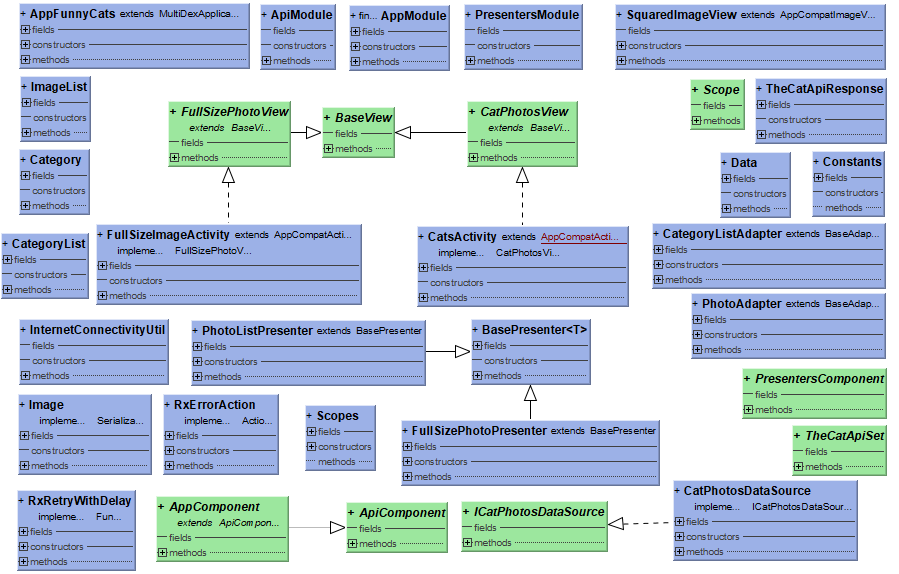 + AppFunnyCats extends MultiDexApplica...
fields
constructors
methods
+ ApiModule
fields
constructors
methods
+ fin... AppModule
fields
constructors
methods
+ PresentersModule
fields
constructors
methods
+ SquaredImageView extends AppCompatImageV...
fields
constructors
methods
+ ImageList
fields
constructors
methods
+ FullSizePhotoView
extends BaseVi...
fields
methods
+ BaseView
fields
methods
+ CatPhotosView
extends BaseVi...
fields
methods
+ Scope
fields
methods
+ TheCatApiResponse
fields
constructors
methods
+ Category
fields
constructors
methods
+ Data
fields
constructors
methods
+ Constants
fields
constructors
methods
+ CategoryList
fields
constructors
methods
+ FullSizeImageActivity extends AppCompatActi...
impleme... FullSizePhotoV...
fields
constructors
methods
+ CatsActivity extends AppCompatActi...
impleme... CatPhotosVi...
fields
constructors
methods
+ CategoryListAdapter extends BaseAdap...
fields
constructors
methods
+ PhotoAdapter extends BaseAdap...
fields
constructors
methods
+ InternetConnectivityUtil
fields
constructors
methods
+ PhotoListPresenter extends BasePresenter
fields
constructors
methods
+ BasePresenter<T>
fields
constructors
methods
+ PresentersComponent
fields
methods
+ Image
impleme... Serializa...
fields
constructors
methods
+ RxErrorAction
impleme... Actio...
fields
constructors
methods
+ Scopes
fields
constructors
methods
+ FullSizePhotoPresenter extends BasePresenter
fields
constructors
methods
+ TheCatApiSet
fields
methods
+ RxRetryWithDelay
impleme... Fun...
fields
constructors
methods
+ AppComponent
extends ApiCompon...
fields
methods
+ ApiComponent
fields
methods
+ ICatPhotosDataSource
fields
methods
+ CatPhotosDataSource
impleme... ICatPhotosDataSour...
fields
constructors
methods